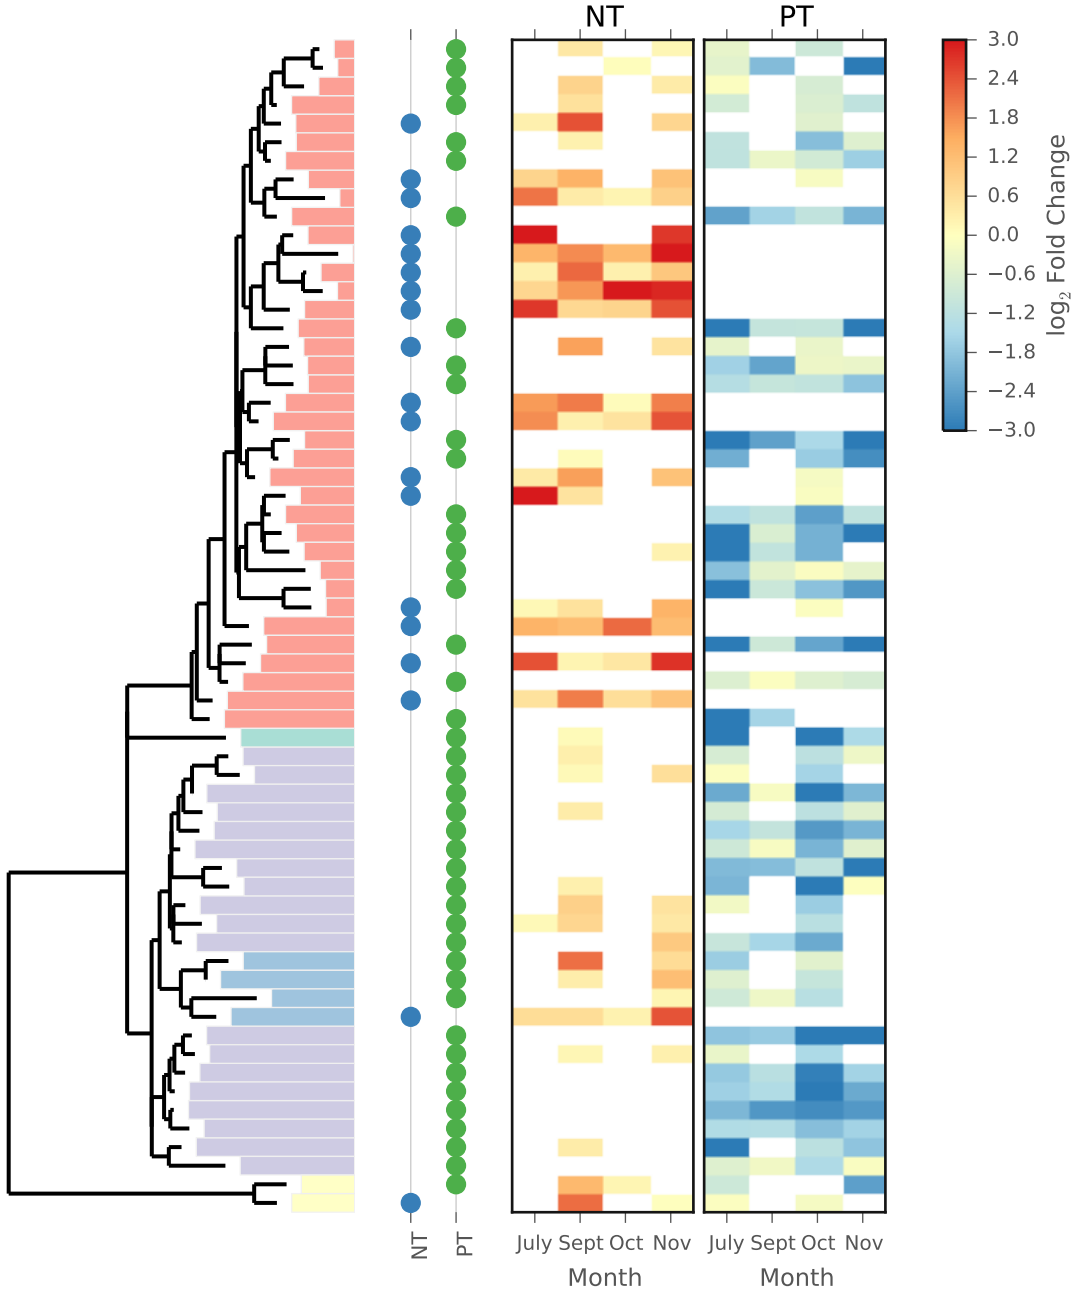 NT
PT
3.0
2.4
1.8
1.2
0.6
0.0
−0.6
−1.2
−1.8
−2.4
−3.0
log₂ Fold Change
NT
PT
July Sept Oct Nov
July Sept Oct Nov
Month
Month